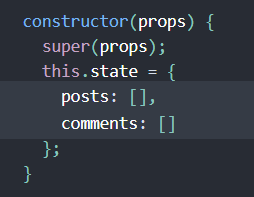 constructor(props) {
  super(props);
  this.state = {
    posts: [],
    comments: []
  };
}